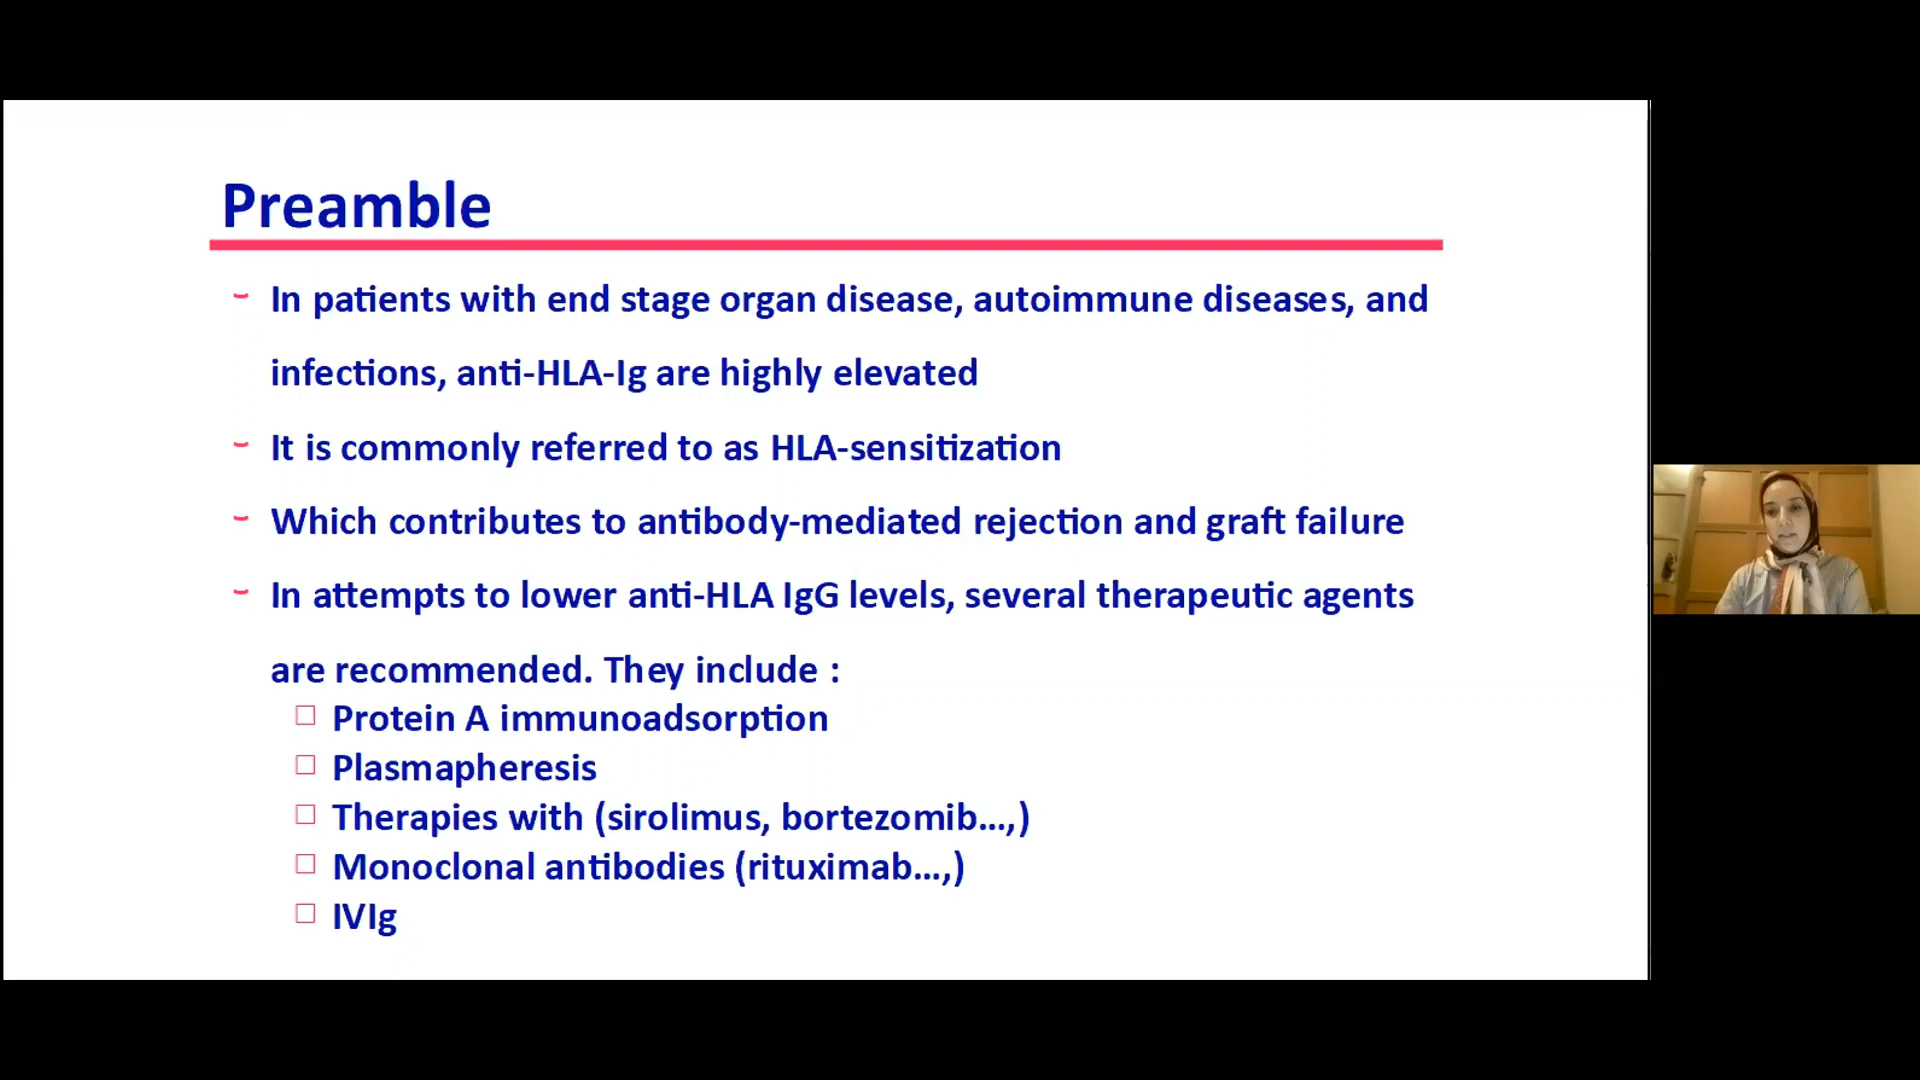 Preamble
In patients with end stage organ disease, autoimmune diseases, and
infections, anti-HLA-Ig are highly elevated
It is commonly referred to as HLA-sensitization
Which contributes to antibody-mediated rejection and graft failure
In attempts to lower anti-HLA IgG levels, several therapeutic agents
are recommended. They include :
Protein A immunoadsorption
Plasmapheresis
Therapies with (sirolimus, bortezomib...,)
Monoclonal antibodies (rituximab...,)
IVIg